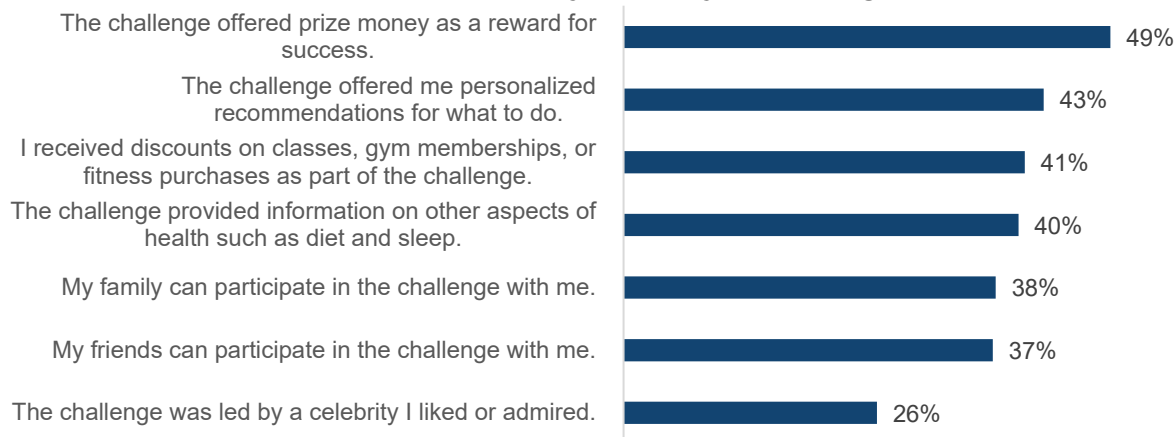 The challenge offered prize money as a reward for
success.
49%
The challenge offered me personalized
recommendations for what to do.
43%
I received discounts on classes, gym memberships, or
fitness purchases as part of the challenge.
41%
The challenge provided information on other aspects of
health such as diet and sleep.
40%
My family can participate in the challenge with me.
38%
My friends can participate in the challenge with me.
37%
The challenge was led by a celebrity I liked or admired.
26%